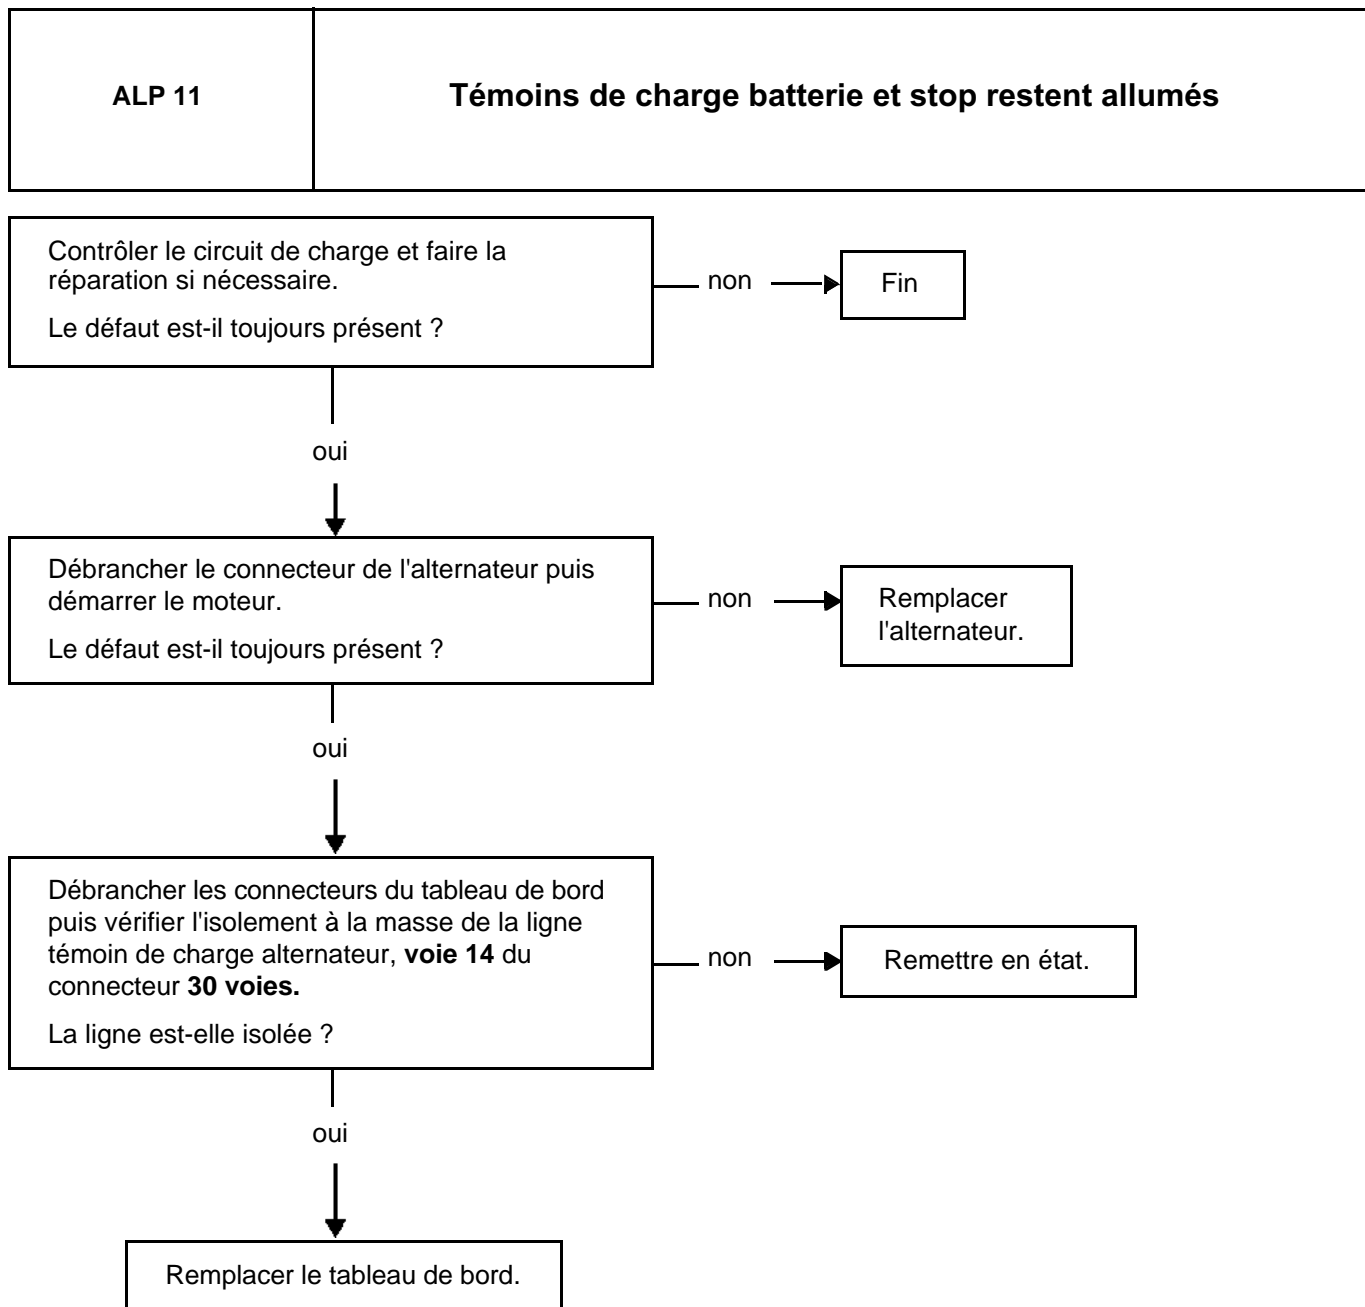 ALP 11
Témoins de charge batterie et stop restent allumés
Contrôler le circuit de charge et faire la
réparation si nécessaire.
Le défaut est-il toujours présent ?
non
Fin
oui
Débrancher le connecteur de l'alternateur puis
démarrer le moteur.
Le défaut est-il toujours présent ?
non
Remplacer
l'alternateur.
oui
Débrancher les connecteurs du tableau de bord
puis vérifier l'isolement à la masse de la ligne
témoin de charge alternateur, voie 14 du
connecteur 30 voies.
La ligne est-elle isolée ?
non
Remettre en état.
oui
Remplacer le tableau de bord.